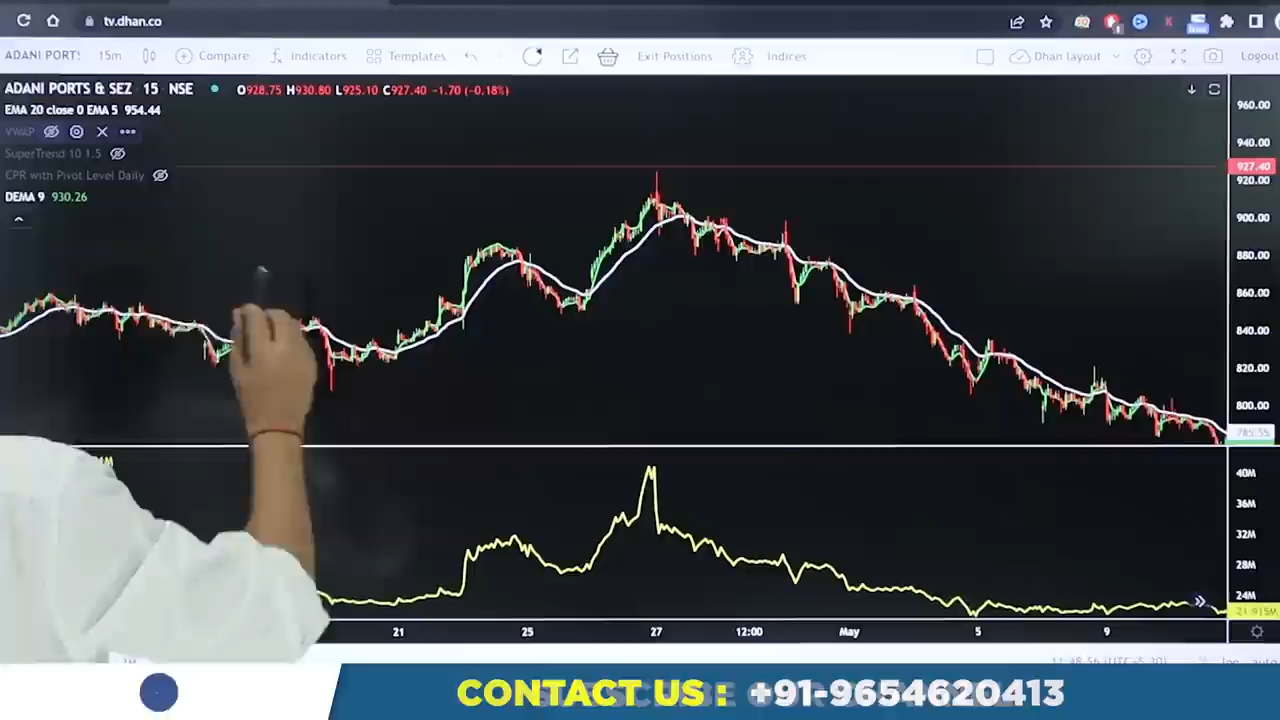 tv.dhan.co
ADANI PORTS 15m Compare Indicators Templates Exit Positions Indices Dhan layout Logout
ADANI PORTS & SEZ 15 NSE O928.75 H930.80 L925.10 C927.40 −1.70 (−0.18%)
EMA 20 close 0 EMA 5 954.44
VWAP
SuperTrend 10 1.5
CPR with Pivot Level Daily
DEMA 9 930.26
960.00
940.00
927.40
920.00
900.00
880.00
860.00
840.00
820.00
800.00
40M
36M
32M
28M
24M
21.915M
21 25 27 12:00 May 5 9
CONTACT US : +91-9654620413